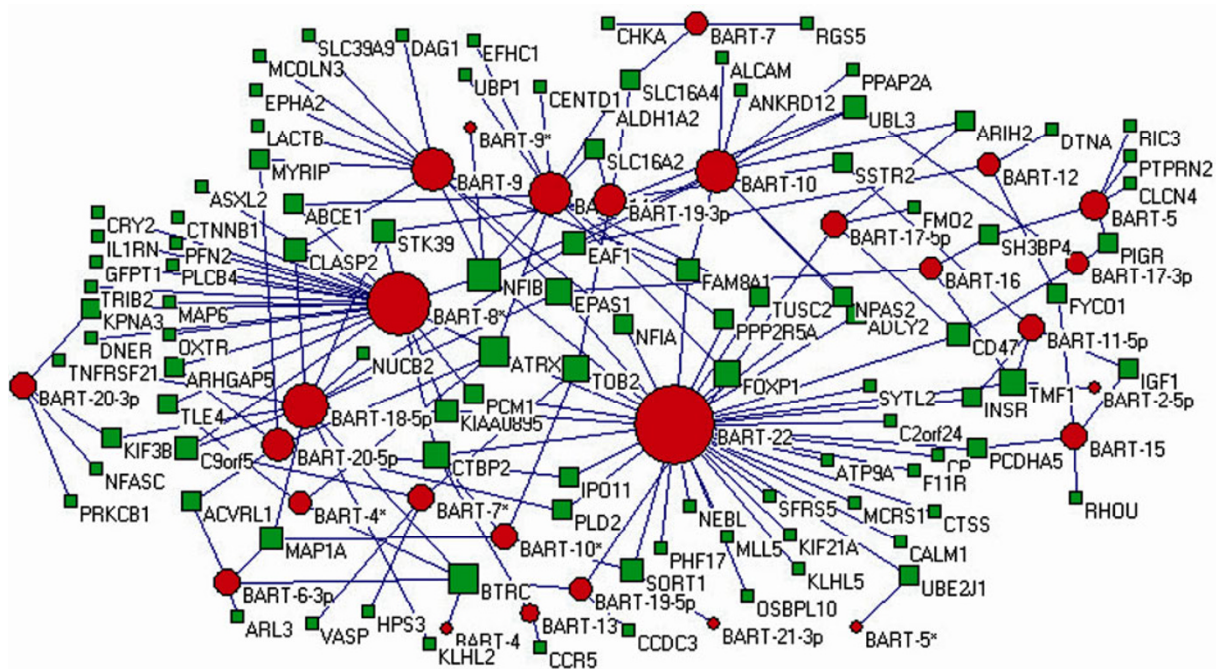 CHKA
BART-7
RGS5
SLC39A9
DAG1
EFHC1
MCOLN3
UBP1
SLC16A4
ALCAM
PPAP2A
EPHA2
CENTD1
ANKRD12
ALDH1A2
UBL3
LACTB
BART-9*
ARIH2
DTNA
RIC3
MYRIP
SLC16A2
PTPRN2
BART-9
BART-10
SSTR2
BART-12
CLCN4
ASXL2
ABCE1
BART-19-3p
BART-5
CRY2
CTNNB1
STK39
FMO2
BART-17-5p
SH3BP4
IL1RN
PFN2
CLASP2
EAF1
PIGR
GFPT1
PLCB4
NFIB
FAM8A1
BART-16
BART-17-3p
TRIB2
MAP6
BART-8*
EPAS1
TUSC2
NPAS2
FYCO1
KPNA3
NFIA
PPP2R5A
ADCY2
CD47
BART-11-5p
DNER
OXTR
NUCB2
ATRX
TNFRSF21
ARHGAP5
TOB2
FOXP1
IGF1
BART-20-3p
SYTL2
INSR
TMF1
BART-2-5p
TLE4
BART-18-5p
PCM1
KIAA0895
BART-22
C2orf24
KIF3B
C9orf5
BART-20-5p
CTBP2
CP
PCDHA5
BART-15
NFASC
IPO11
ATP9A
F11R
PRKCB1
ACVRL1
BART-4*
BART-7*
PLD2
NEBL
SFRS5
MCRS1
CTSS
RHOU
MAP1A
BART-10*
PHF17
MLL5
KIF21A
CALM1
BART-6-3p
BTRC
SORT1
KLHL5
UBE2J1
BART-19-5p
OSBPL10
ARL3
VASP
HPS3
BART-4
BART-13
CCDC3
BART-21-3p
BART-5*
KLHL2
CCR5